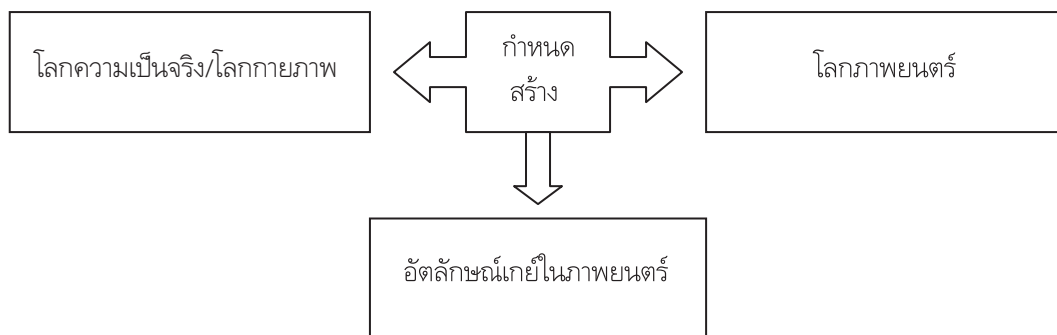 โลกความเป็นจริง/โลกกายภาพ
กำหนด
สร้าง
โลกภาพยนตร์
อัตลักษณ์เกย์ในภาพยนตร์